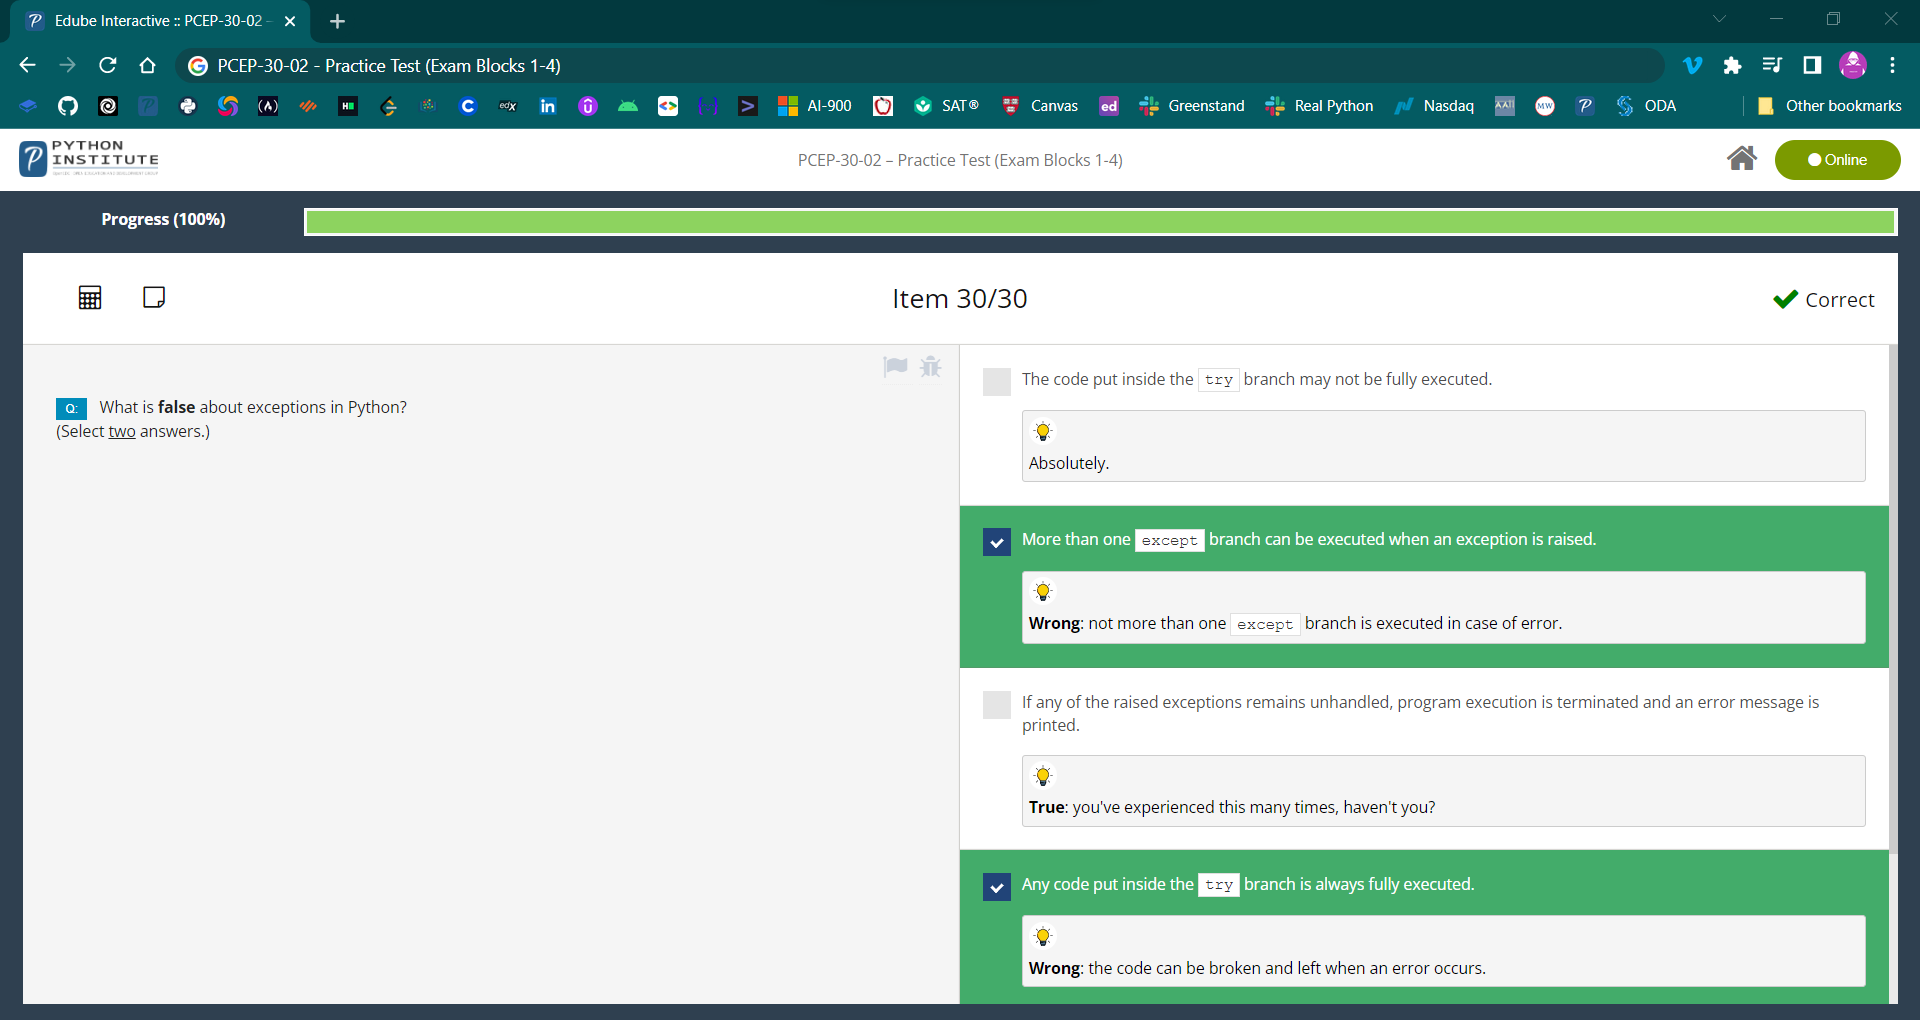 Edube Interactive :: PCEP-30-02 -
PCEP-30-02 - Practice Test (Exam Blocks 1-4)
AI-900
SAT®
Canvas
ed
Greenstand
Real Python
Nasdaq
MW
ODA
Other bookmarks
PYTHON
INSTITUTE
PCEP-30-02 – Practice Test (Exam Blocks 1-4)
Online
Progress (100%)
Item 30/30
Correct
Q: What is false about exceptions in Python?
(Select two answers.)
The code put inside the try branch may not be fully executed.
Absolutely.
More than one except branch can be executed when an exception is raised.
Wrong: not more than one except branch is executed in case of error.
If any of the raised exceptions remains unhandled, program execution is terminated and an error message is
printed.
True: you've experienced this many times, haven't you?
Any code put inside the try branch is always fully executed.
Wrong: the code can be broken and left when an error occurs.